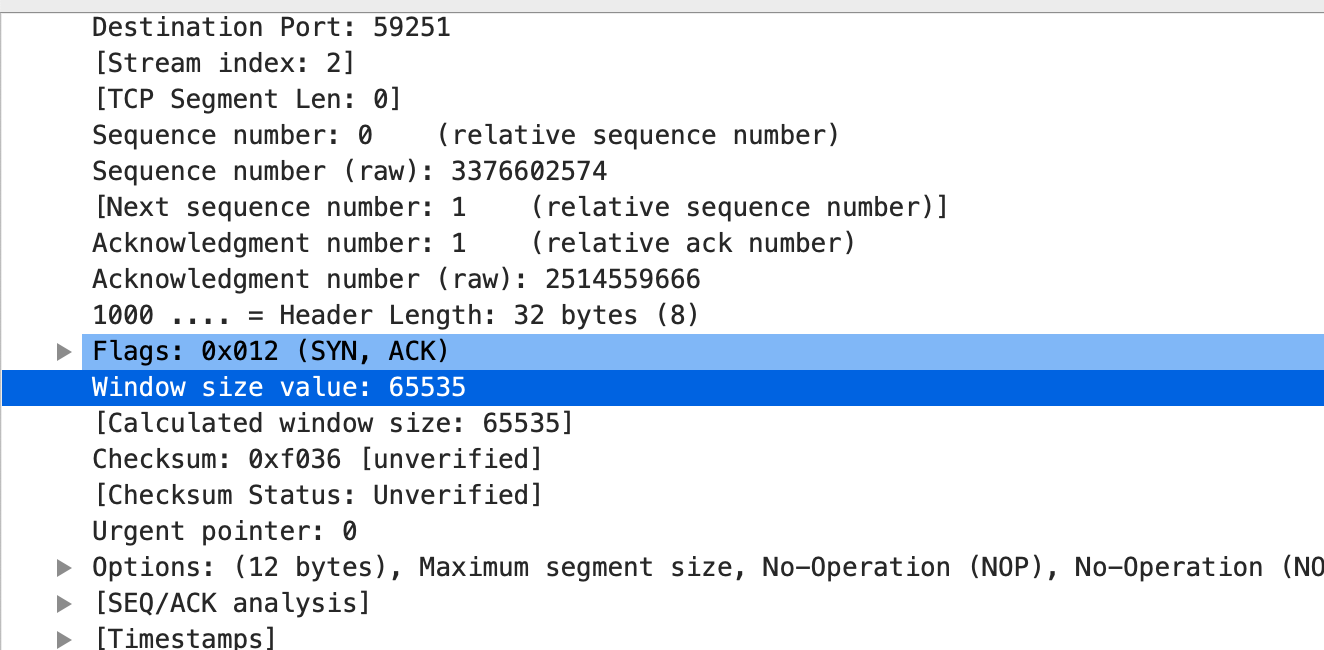 Destination Port: 59251
[Stream index: 2]
[TCP Segment Len: 0]
Sequence number: 0    (relative sequence number)
Sequence number (raw): 3376602574
[Next sequence number: 1    (relative sequence number)]
Acknowledgment number: 1    (relative ack number)
Acknowledgment number (raw): 2514559666
1000 .... = Header Length: 32 bytes (8)
Flags: 0x012 (SYN, ACK)
Window size value: 65535
[Calculated window size: 65535]
Checksum: 0xf036 [unverified]
[Checksum Status: Unverified]
Urgent pointer: 0
Options: (12 bytes), Maximum segment size, No-Operation (NOP), No-Operation (NO
[SEQ/ACK analysis]
[Timestamps]